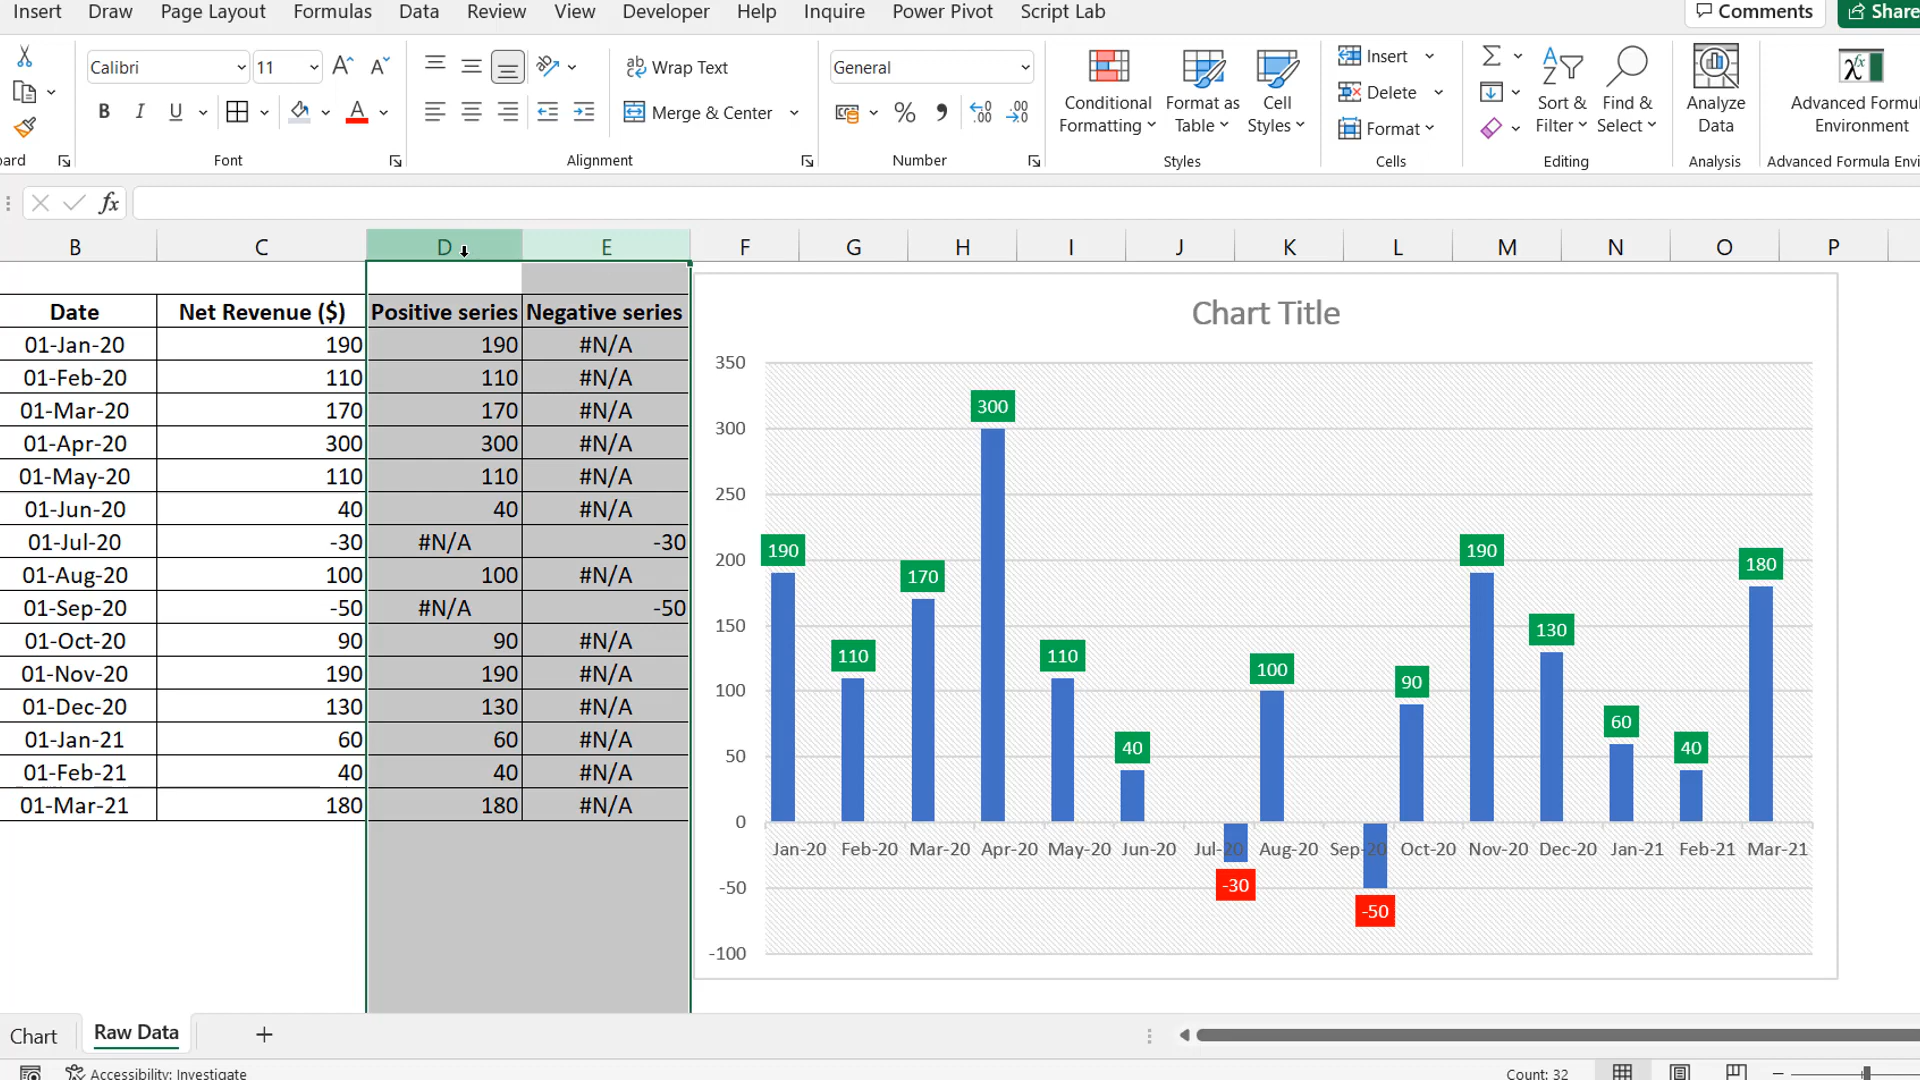 Insert Draw Page Layout Formulas Data Review View Developer Help Inquire Power Pivot Script Lab Comments Share
Calibri 11 Wrap Text General Insert
Conditional Formatting Format as Table Cell Styles Delete Sort & Filter Find & Select Analyze Data Advanced Formu Environment
B I U Merge & Center % Format
ard Font Alignment Number Styles Cells Editing Analysis Advanced Formula Envi
fx
B C D E F G H I J K L M N O P
Date Net Revenue ($) Positive series Negative series
01-Jan-20 190 190 #N/A
01-Feb-20 110 110 #N/A
01-Mar-20 170 170 #N/A
01-Apr-20 300 300 #N/A
01-May-20 110 110 #N/A
01-Jun-20 40 40 #N/A
01-Jul-20 -30 #N/A -30
01-Aug-20 100 100 #N/A
01-Sep-20 -50 #N/A -50
01-Oct-20 90 90 #N/A
01-Nov-20 190 190 #N/A
01-Dec-20 130 130 #N/A
01-Jan-21 60 60 #N/A
01-Feb-21 40 40 #N/A
01-Mar-21 180 180 #N/A
Chart Title
350
300
250
200
150
100
50
0
-50
-100
190 110 170 300 110 40 -30 100 -50 90 190 130 60 40 180
Jan-20 Feb-20 Mar-20 Apr-20 May-20 Jun-20 Jul-20 Aug-20 Sep-20 Oct-20 Nov-20 Dec-20 Jan-21 Feb-21 Mar-21
Chart Raw Data
Accessibility: Investigate Count: 32